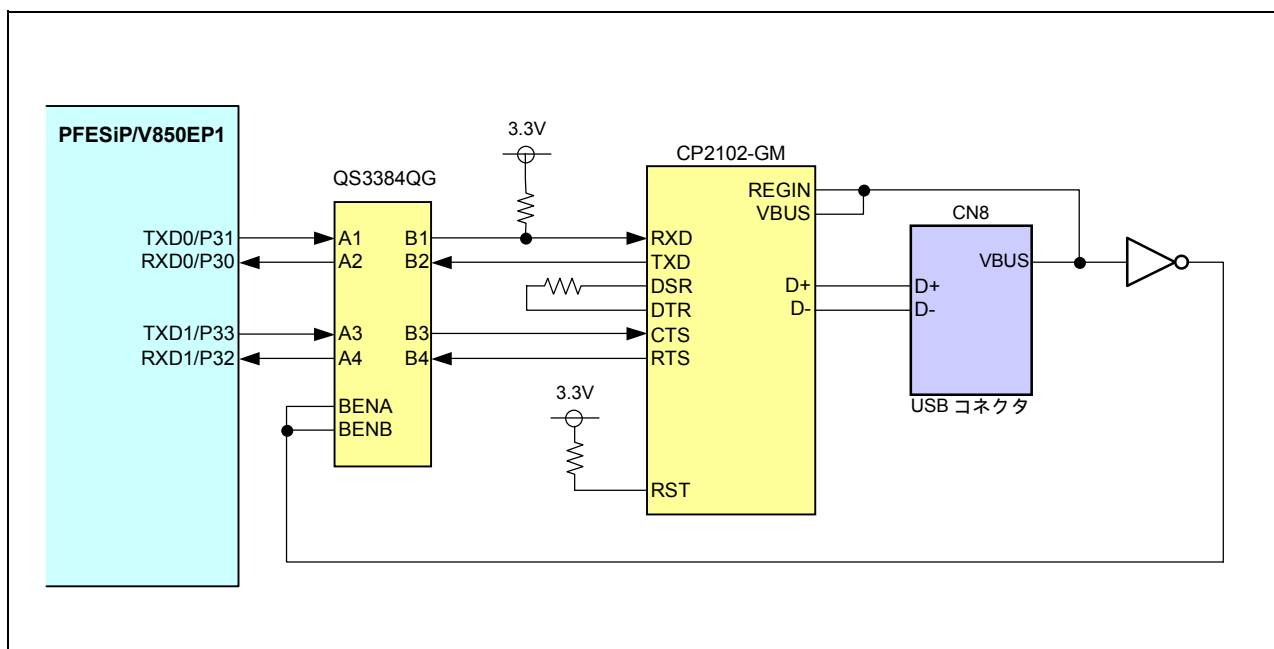 PFESiP/V850EP1
TXD0/P31
RXD0/P30
TXD1/P33
RXD1/P32
QS3384QG
A1
A2
A3
A4
BENA
BENB
B1
B2
B3
B4
3.3V
3.3V
CP2102-GM
RXD
TXD
DSR
DTR
CTS
RTS
RST
REGIN
VBUS
D+
D-
CN8
VBUS
D+
D-
USB コネクタ